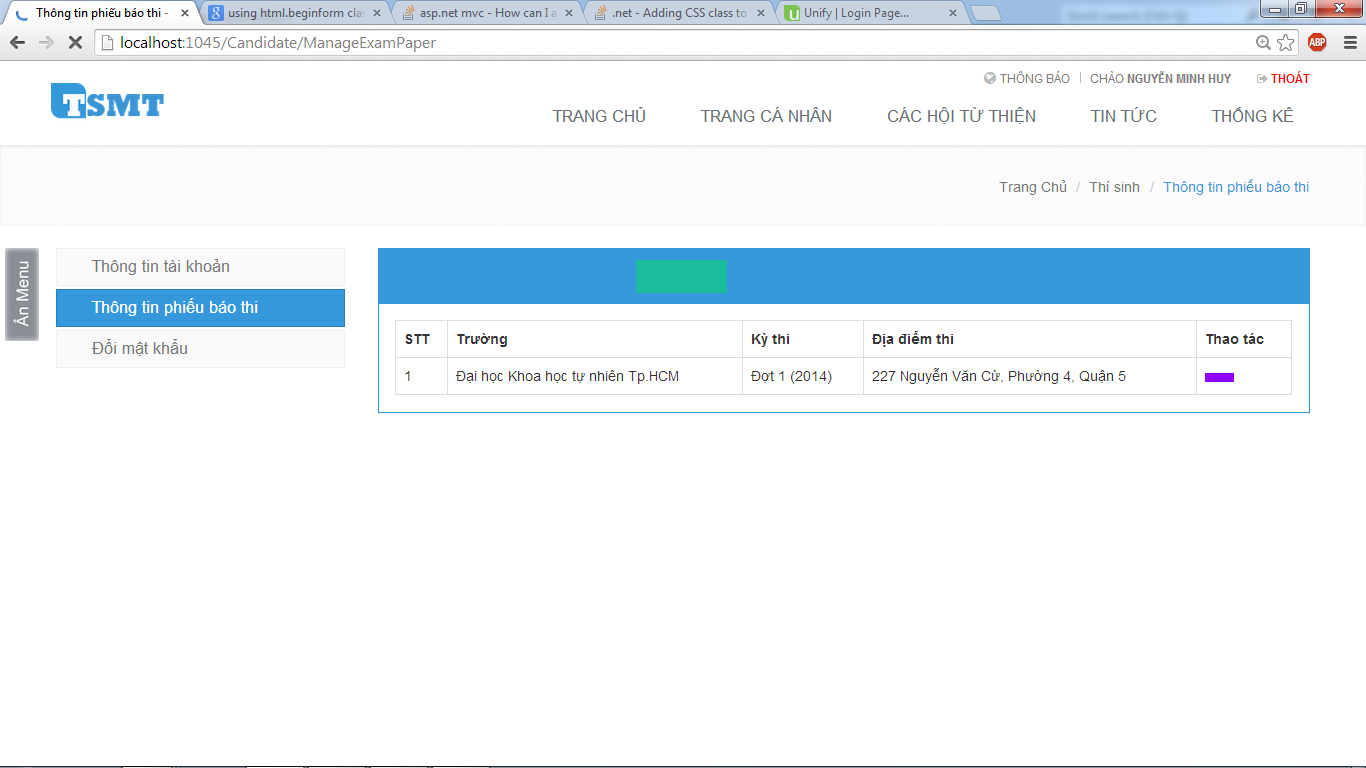 Thông tin phiếu báo thi -
using html.beginform clas
asp.net mvc - How can I a
.net - Adding CSS class to
Unify | Login Page...
localhost:1045/Candidate/ManageExamPaper
ABP
THÔNG BÁO
CHÀO NGUYỄN MINH HUY
THOÁT
TSMT
TRANG CHỦ
TRANG CÁ NHÂN
CÁC HỘI TỪ THIỆN
TIN TỨC
THỐNG KÊ
Trang Chủ / Thí sinh / Thông tin phiếu báo thi
Ẩn Menu
Thông tin tài khoản
Thông tin phiếu báo thi
Đổi mật khẩu
STT Trường Kỳ thi Địa điểm thi Thao tác
1 Đại học Khoa học tự nhiên Tp.HCM Đợt 1 (2014) 227 Nguyễn Văn Cừ, Phường 4, Quận 5